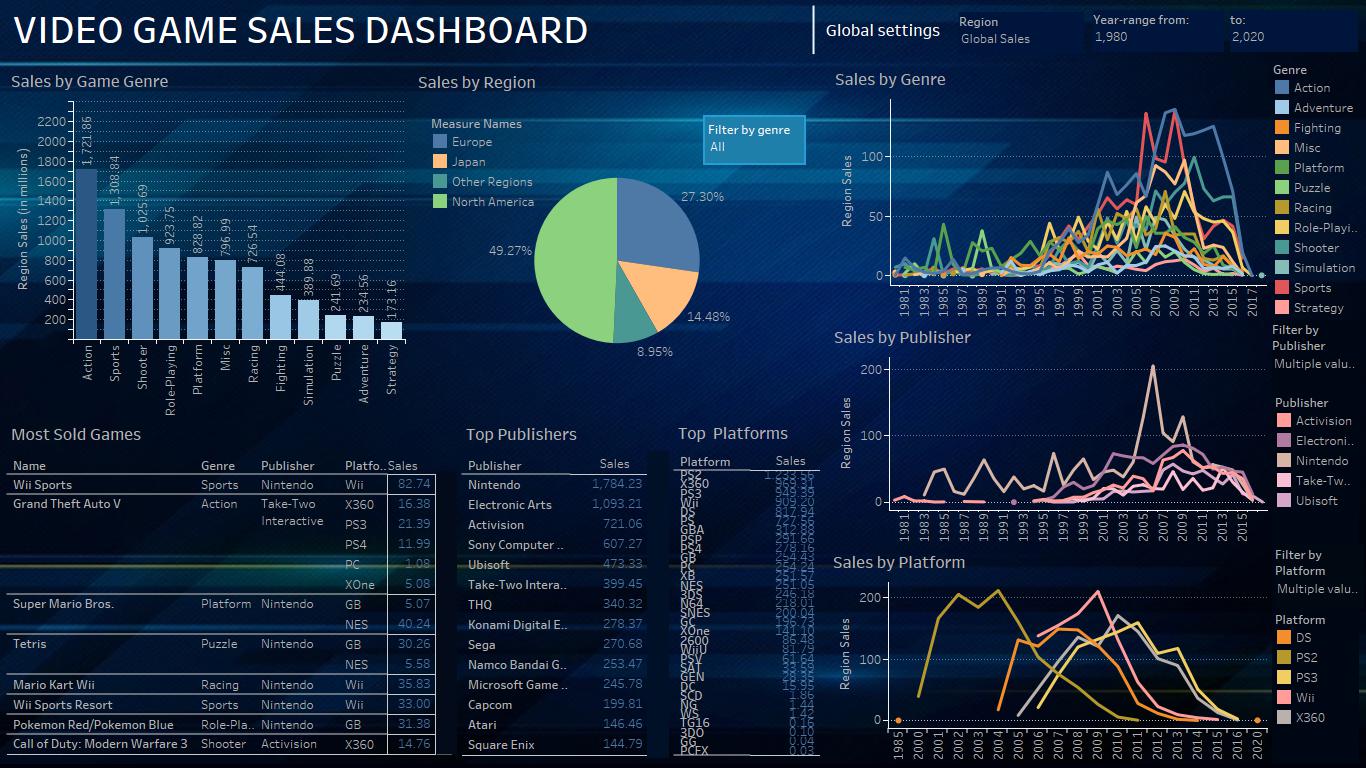 VIDEO GAME SALES DASHBOARD
Global settings
Region
Global Sales
Year-range from:
1,980
to:
2,020
Sales by Game Genre
Region Sales (in millions)
2200
2000
1800
1600
1400
1200
1000
800
600
400
200
1,721.86
1,308.84
1,025.69
923.75
828.82
796.99
726.54
444.08
389.88
241.69
234.56
173.16
Action
Sports
Shooter
Role-Playing
Platform
Misc
Racing
Fighting
Simulation
Puzzle
Adventure
Strategy
Sales by Region
Measure Names
Europe
Japan
Other Regions
North America
Filter by genre
All
27.30%
14.48%
8.95%
49.27%
Sales by Genre
Region Sales
100
50
0
1981
1983
1985
1987
1989
1991
1993
1995
1997
1999
2001
2003
2005
2007
2009
2011
2013
2015
2017
Genre
Action
Adventure
Fighting
Misc
Platform
Puzzle
Racing
Role-Playi..
Shooter
Simulation
Sports
Strategy
Sales by Publisher
Region Sales
200
100
0
1981
1983
1985
1987
1989
1991
1993
1995
1997
1999
2001
2003
2005
2007
2009
2011
2013
2015
Filter by
Publisher
Multiple valu..
Publisher
Activision
Electroni..
Nintendo
Take-Tw..
Ubisoft
Sales by Platform
Region Sales
200
100
0
1985
2000
2001
2002
2003
2004
2005
2006
2007
2008
2009
2010
2011
2012
2013
2014
2015
2016
2020
Filter by
Platform
Multiple valu..
Platform
DS
PS2
PS3
Wii
X360
Most Sold Games
Name Genre Publisher Platfo.. Sales
Wii Sports Sports Nintendo Wii 82.74
Grand Theft Auto V Action Take-Two X360 16.38
Interactive PS3 21.39
PS4 11.99
PC 1.08
XOne 5.08
Super Mario Bros. Platform Nintendo GB 5.07
NES 40.24
Tetris Puzzle Nintendo GB 30.26
NES 5.58
Mario Kart Wii Racing Nintendo Wii 35.83
Wii Sports Resort Sports Nintendo Wii 33.00
Pokemon Red/Pokemon Blue Role-Pla.. Nintendo GB 31.38
Call of Duty: Modern Warfare 3 Shooter Activision X360 14.76
Top Publishers
Publisher Sales
Nintendo 1,784.23
Electronic Arts 1,093.21
Activision 721.06
Sony Computer .. 607.27
Ubisoft 473.33
Take-Two Intera.. 399.45
THQ 340.32
Konami Digital E.. 278.37
Sega 270.68
Namco Bandai G.. 253.47
Microsoft Game .. 245.78
Capcom 199.81
Atari 146.46
Square Enix 144.79
Top Platforms
Platform Sales
PS2
X360
PS3
Wii
DS 817.94
PS
GBA 312.88
PSP 291.66
PS4 278.16
GB 254.43
PC 254.24
XB
NES 251.05
3DS 246.18
N64 218.01
SNES 200.04
GC 196.73
XOne 141.10
2600 86.48
WiiU 81.79
PSV 61.64
SAT
GEN 28.35
DC 15.95
SCD 1.86
NG 1.44
WS 1.42
TG16 0.16
3DO 0.10
GG 0.04
PCFX 0.03